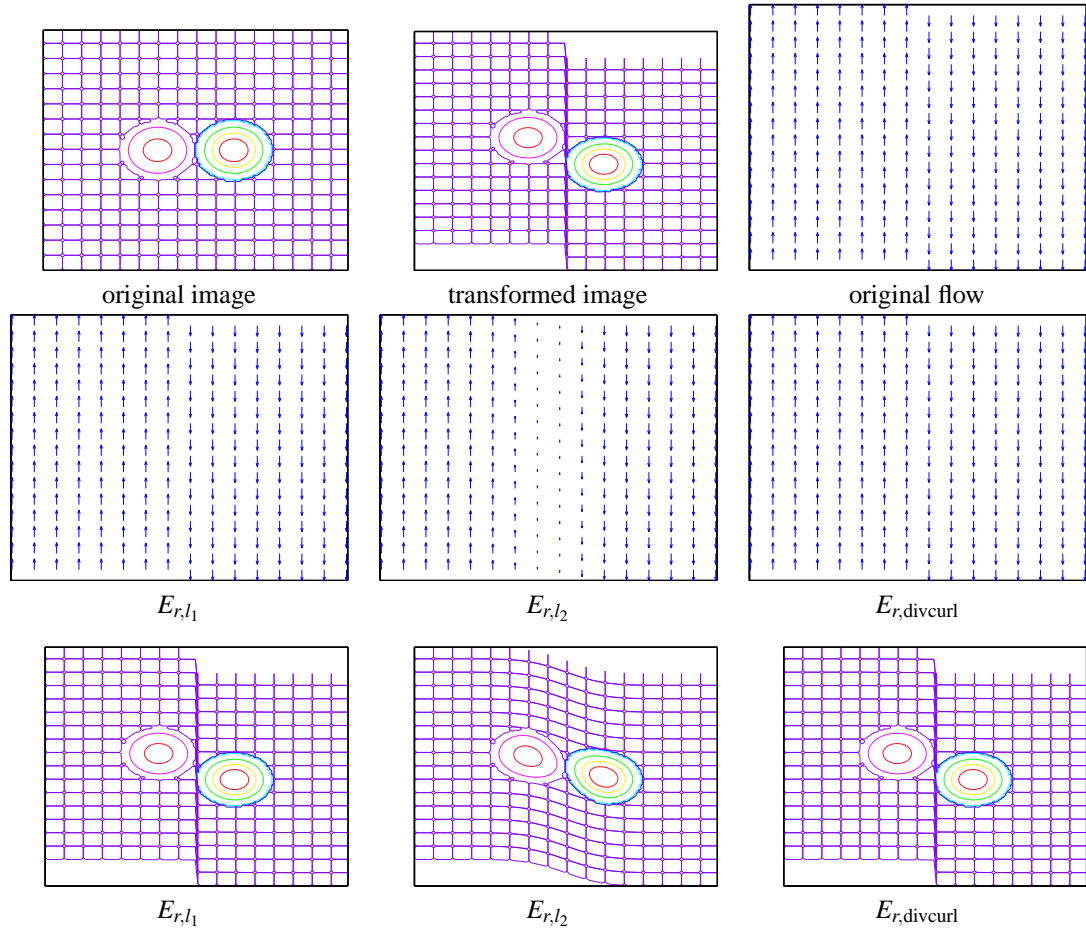 original image
transformed image
original flow
E_{r,l_1}
E_{r,l_2}
E_{r,divcurl}
E_{r,l_1}
E_{r,l_2}
E_{r,divcurl}